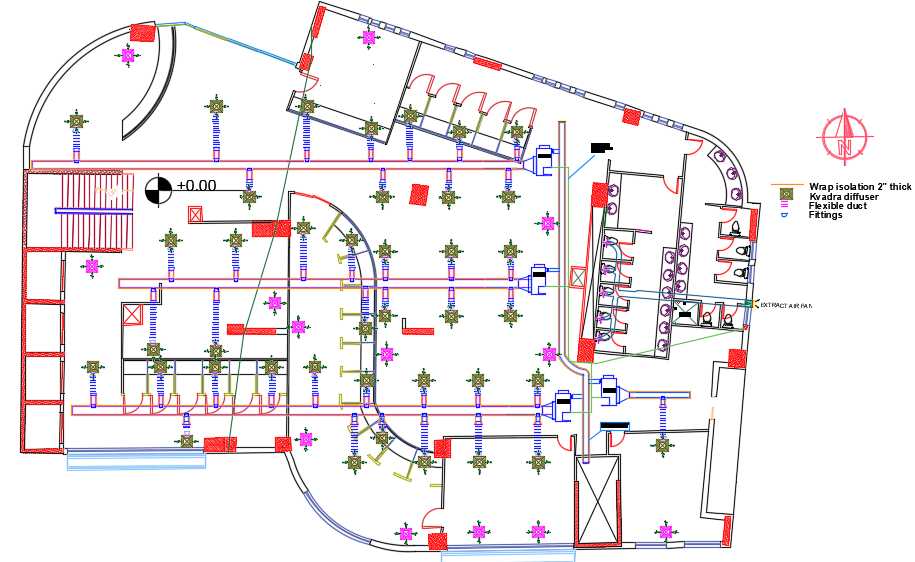 +0.00
N
Wrap isolation 2" thick
Kvadra diffuser
Flexible duct
Fittings
EXTRACT AIR FAN